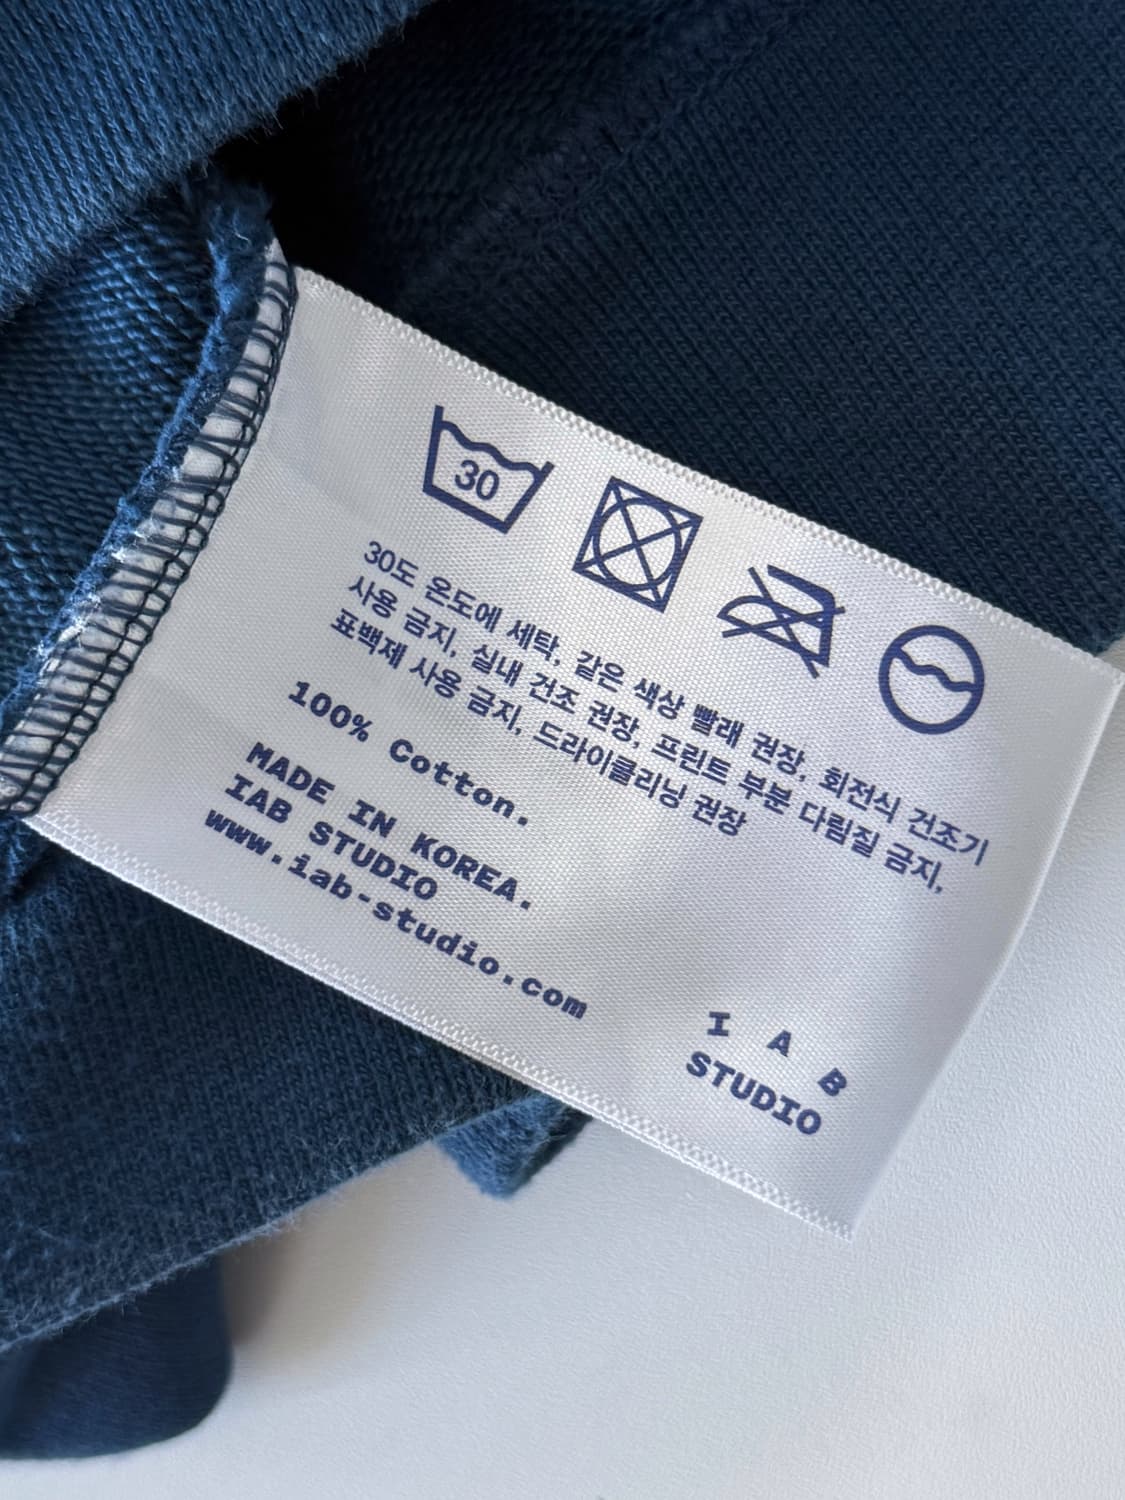 30
30도 온도에 세탁, 같은 색상 빨래 권장, 회전식 건조기
사용 금지, 실내 건조 권장, 프린트 부분 다림질 금지,
표백제 사용 금지, 드라이클리닝 권장
100% Cotton.
MADE IN KOREA.
IAB STUDIO
www.iab-studio.com
I A B
STUDIO